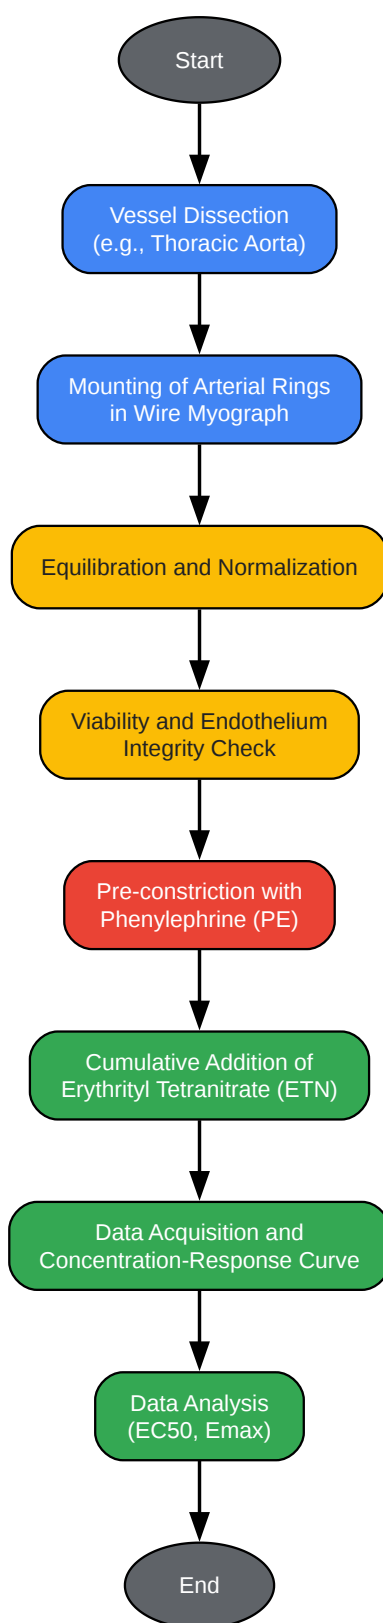 Start
Vessel Dissection
(e.g., Thoracic Aorta)
Mounting of Arterial Rings
in Wire Myograph
Equilibration and Normalization
Viability and Endothelium
Integrity Check
Pre-constriction with
Phenylephrine (PE)
Cumulative Addition of
Erythrityl Tetranitrate (ETN)
Data Acquisition and
Concentration-Response Curve
Data Analysis
(EC50, Emax)
End